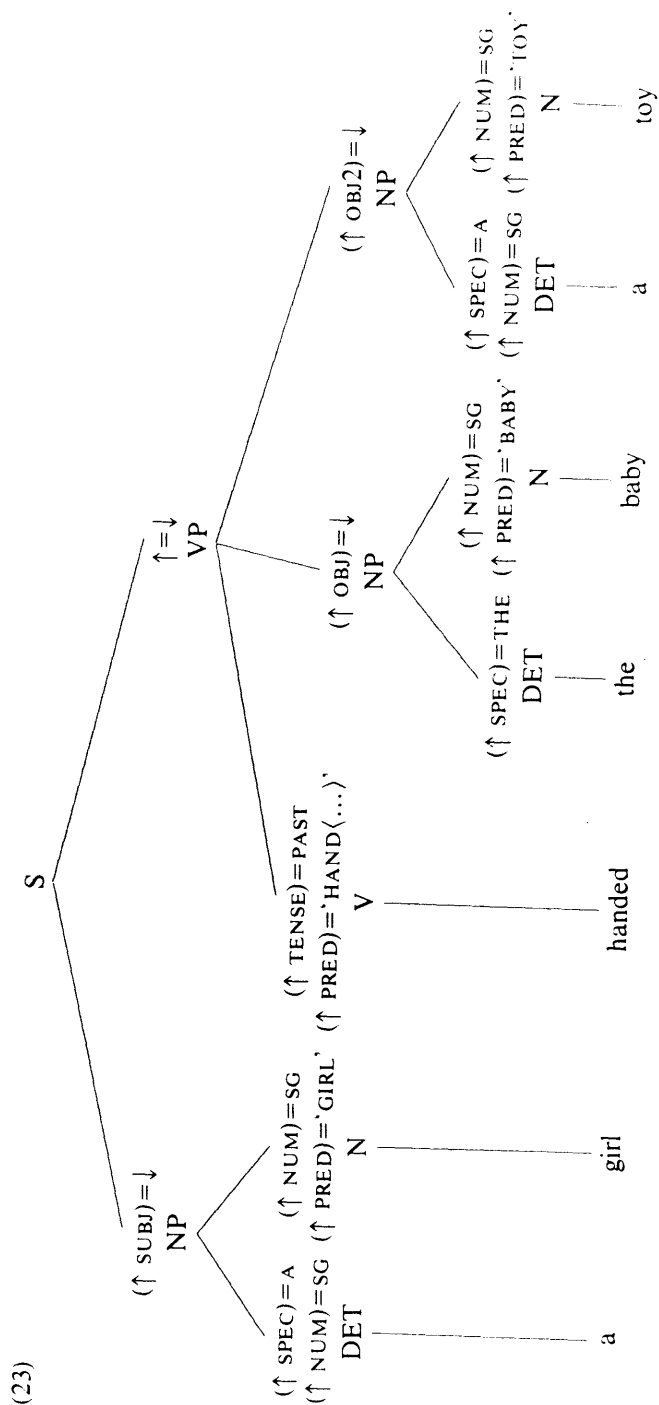 (23)
S
(↑ SUBJ)=↓
NP
↑=↓
VP
(↑ SPEC)=A
(↑ NUM)=SG
DET
(↑ NUM)=SG
(↑ PRED)=‘GIRL’
N
(↑ TENSE)=PAST
(↑ PRED)=‘HAND⟨...⟩’
V
(↑ OBJ)=↓
NP
(↑ OBJ2)=↓
NP
(↑ SPEC)=THE
DET
(↑ NUM)=SG
(↑ PRED)=‘BABY’
N
(↑ SPEC)=A
(↑ NUM)=SG
DET
(↑ NUM)=SG
(↑ PRED)=‘TOY’
N
a girl handed the baby a toy